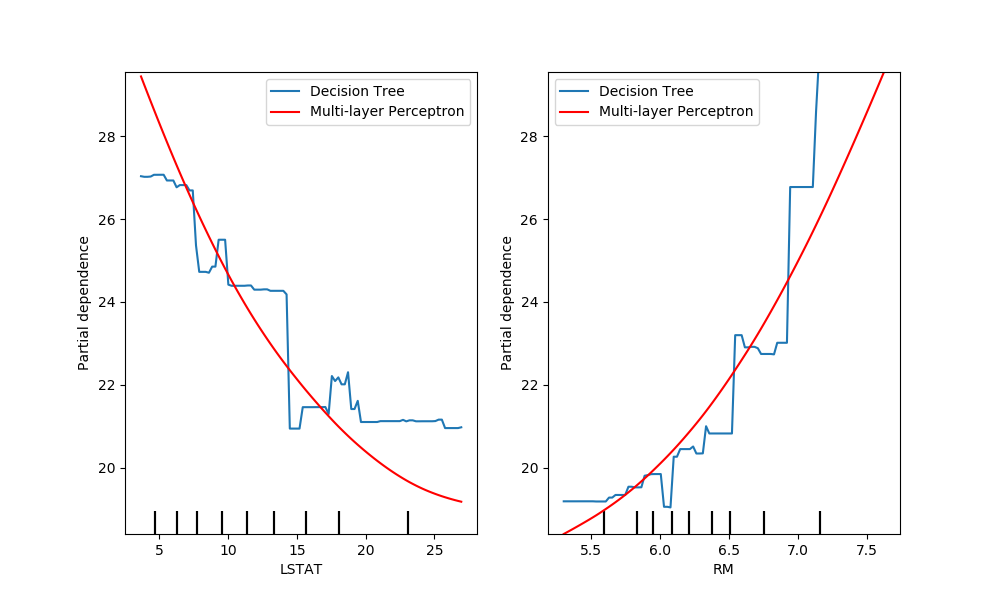 Decision Tree
Multi-layer Perceptron
Partial dependence
28
26
24
22
20
5 10 15 20 25
LSTAT
Decision Tree
Multi-layer Perceptron
Partial dependence
28
26
24
22
20
5.5 6.0 6.5 7.0 7.5
RM